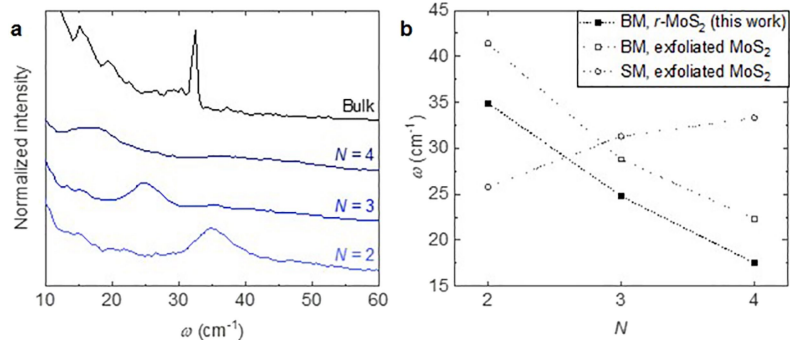 a
Normalized intensity
Bulk
N = 4
N = 3
N = 2
10 20 30 40 50 60
ω (cm⁻¹)
b
BM, r-MoS₂ (this work)
BM, exfoliated MoS₂
SM, exfoliated MoS₂
ω (cm⁻¹)
45
40
35
30
25
20
15
2 3 4
N